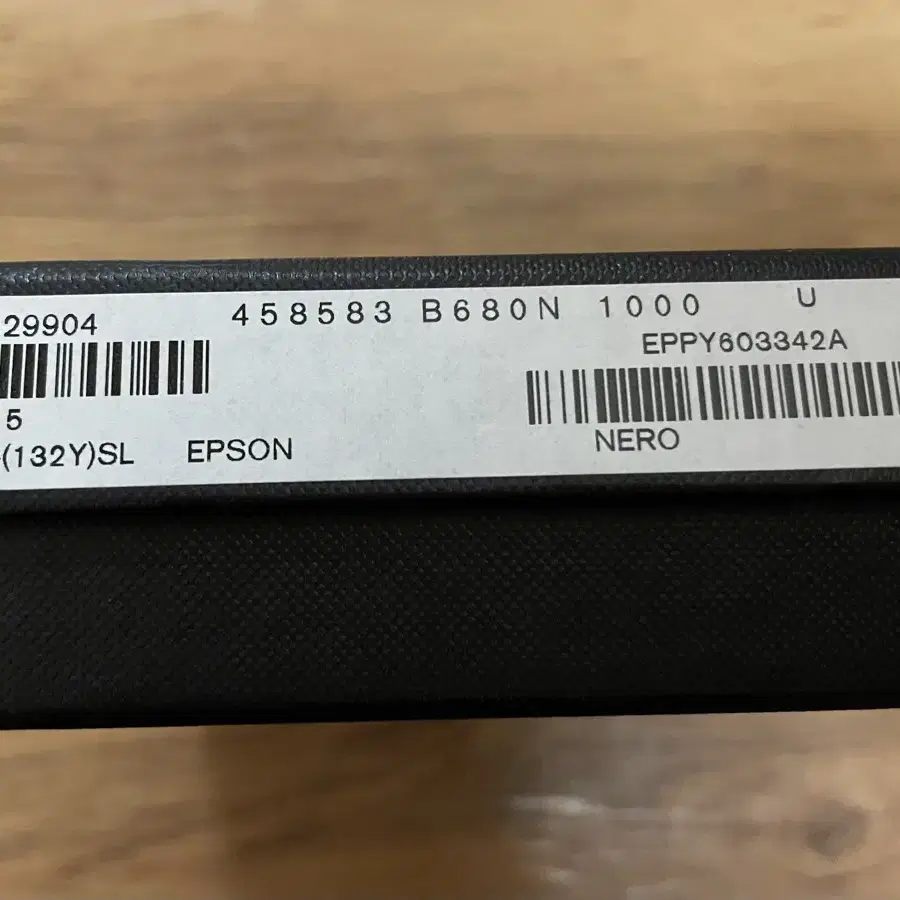 29904 458583 B680N 1000 U
EPPY603342A
5
(132Y)SL EPSON NERO